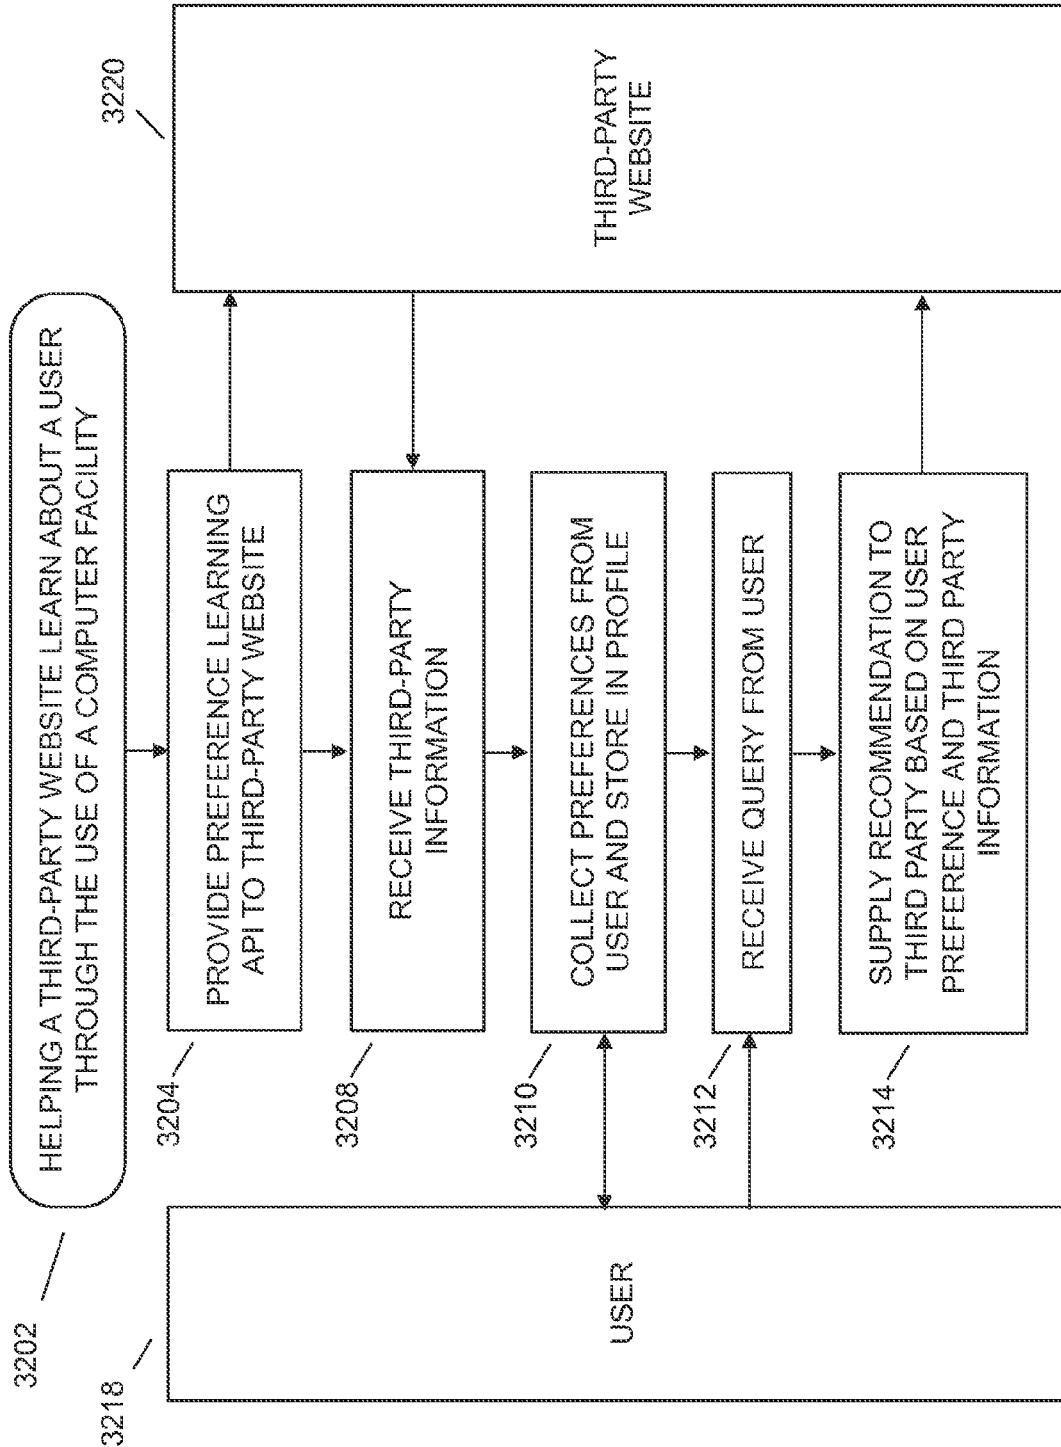 3202
HELPING A THIRD-PARTY WEBSITE LEARN ABOUT A USER
THROUGH THE USE OF A COMPUTER FACILITY
3218
USER
3204
PROVIDE PREFERENCE LEARNING
API TO THIRD-PARTY WEBSITE
3208
RECEIVE THIRD-PARTY
INFORMATION
3210
COLLECT PREFERENCES FROM
USER AND STORE IN PROFILE
3212
RECEIVE QUERY FROM USER
3214
SUPPLY RECOMMENDATION TO
THIRD PARTY BASED ON USER
PREFERENCE AND THIRD PARTY
INFORMATION
3220
THIRD-PARTY
WEBSITE